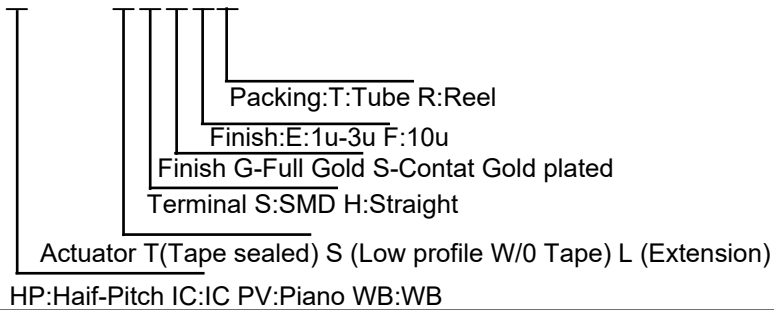 Packing:T:Tube R:Reel
Finish:E:1u-3u F:10u
Finish G-Full Gold S-Contat Gold plated
Terminal S:SMD H:Straight
Actuator T(Tape sealed) S (Low profile W/0 Tape) L (Extension)
HP:Haif-Pitch IC:IC PV:Piano WB:WB